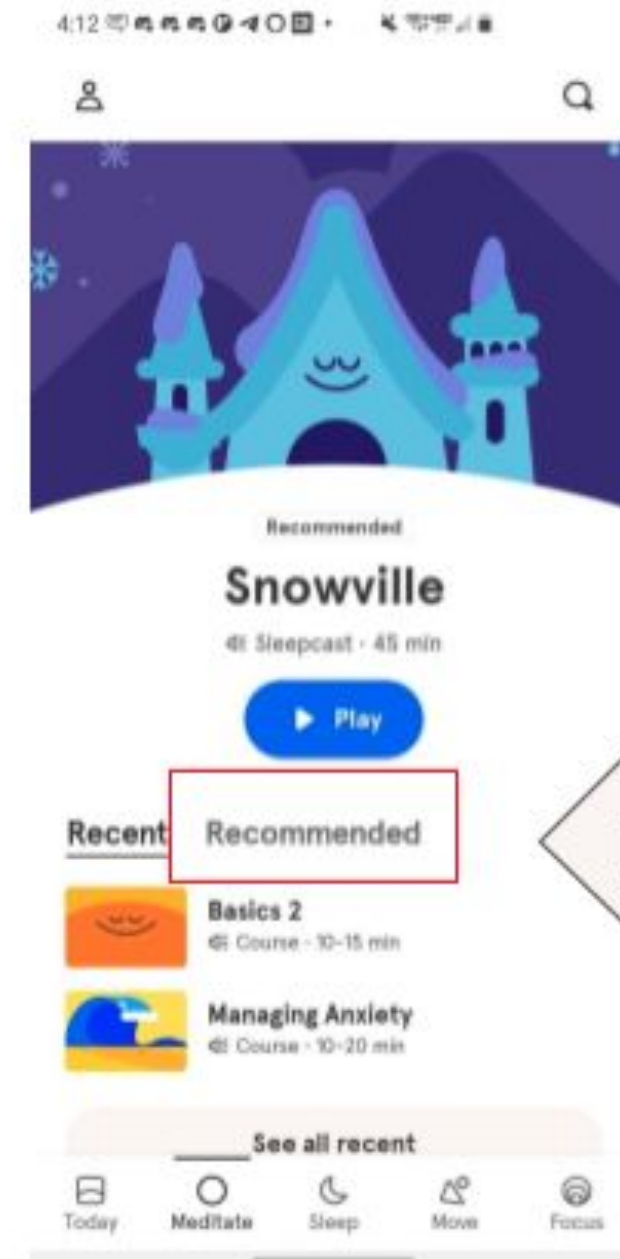 4:12
Recommended
Snowville
Sleepcast · 45 min
Play
Recent Recommended
Basics 2
Course · 10-15 min
Managing Anxiety
Course · 10-20 min
See all recent
Today Meditate Sleep Move Focus